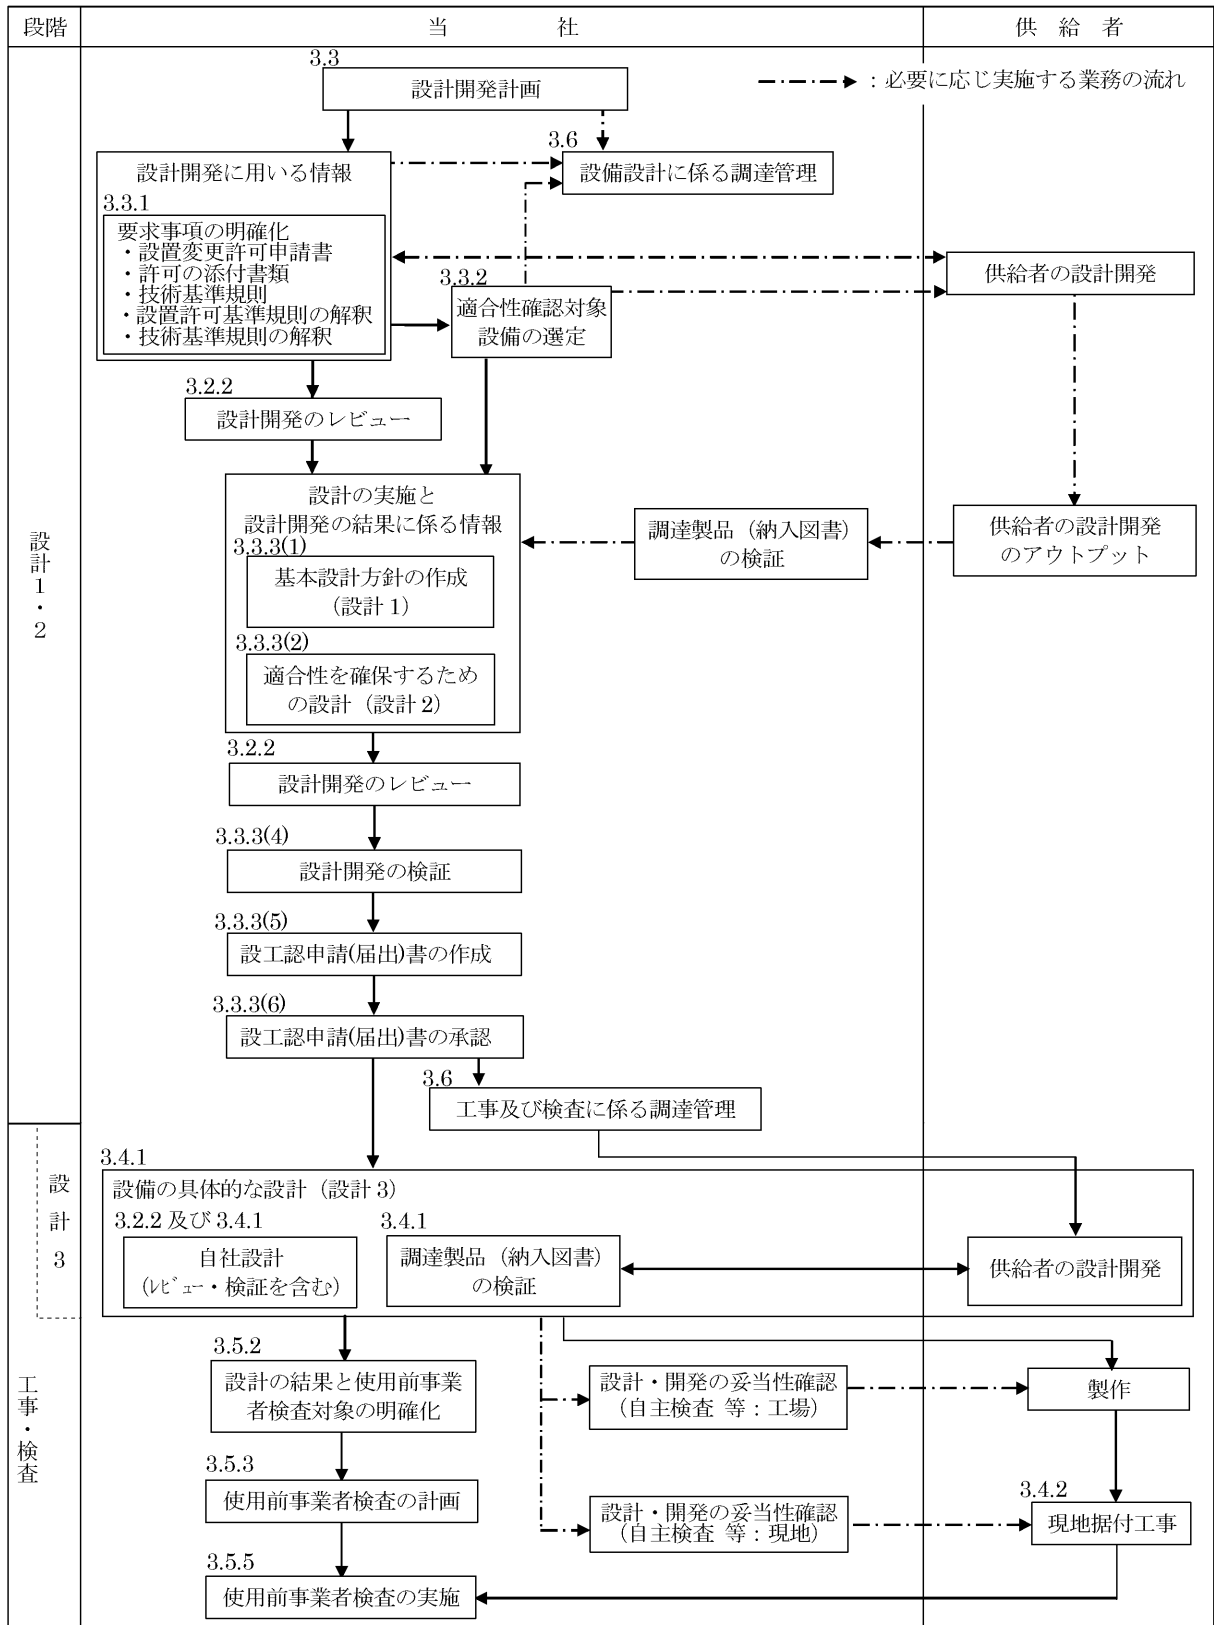 段階
当　社
供　給　者
3.3
設計開発計画
：必要に応じ実施する業務の流れ
3.6
設備設計に係る調達管理
設計開発に用いる情報
3.3.1
要求事項の明確化
・設置変更許可申請書
・許可の添付書類
・技術基準規則
・設置許可基準規則の解釈
・技術基準規則の解釈
3.3.2
適合性確認対象
設備の選定
供給者の設計開発
3.2.2
設計開発のレビュー
設計の実施と
設計開発の結果に係る情報
3.3.3(1)
基本設計方針の作成
（設計 1）
3.3.3(2)
適合性を確保するため
の設計（設計 2）
調達製品（納入図書）
の検証
供給者の設計開発
のアウトプット
設計１・２
3.2.2
設計開発のレビュー
3.3.3(4)
設計開発の検証
3.3.3(5)
設工認申請(届出)書の作成
3.3.3(6)
設工認申請(届出)書の承認
3.6
工事及び検査に係る調達管理
設計３
3.4.1
設備の具体的な設計（設計 3）
3.2.2 及び 3.4.1
自社設計
(ﾚﾋﾞｭｰ・検証を含む)
3.4.1
調達製品（納入図書）
の検証
供給者の設計開発
工事・検査
3.5.2
設計の結果と使用前事業
者検査対象の明確化
設計・開発の妥当性確認
（自主検査 等：工場）
製作
3.5.3
使用前事業者検査の計画
設計・開発の妥当性確認
（自主検査 等：現地）
3.4.2
現地据付工事
3.5.5
使用前事業者検査の実施